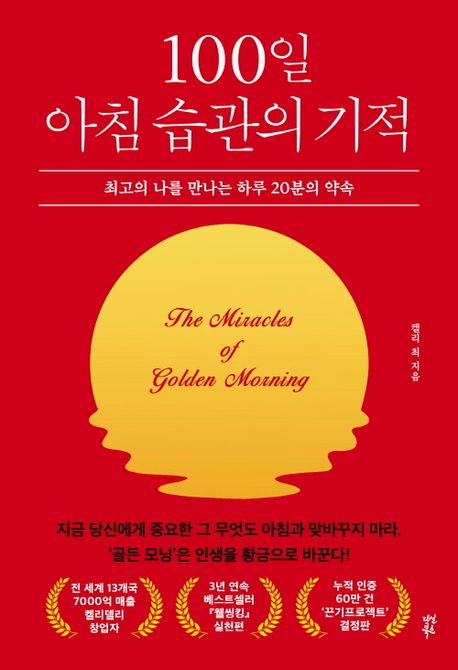 100일
아침 습관의 기적
최고의 나를 만나는 하루 20분의 약속
The Miracles
of
Golden Morning
켈리 최 지음
지금 당신에게 중요한 그 무엇도 아침과 맞바꾸지 마라.
‘골든 모닝’은 인생을 황금으로 바꾼다!
전 세계 13개국
7000억 매출
켈리델리
창업자
3년 연속
베스트셀러
『웰씽킹』
실천편
누적 인증
60만 건
‘끈기프로젝트’
결정판
다산
북스